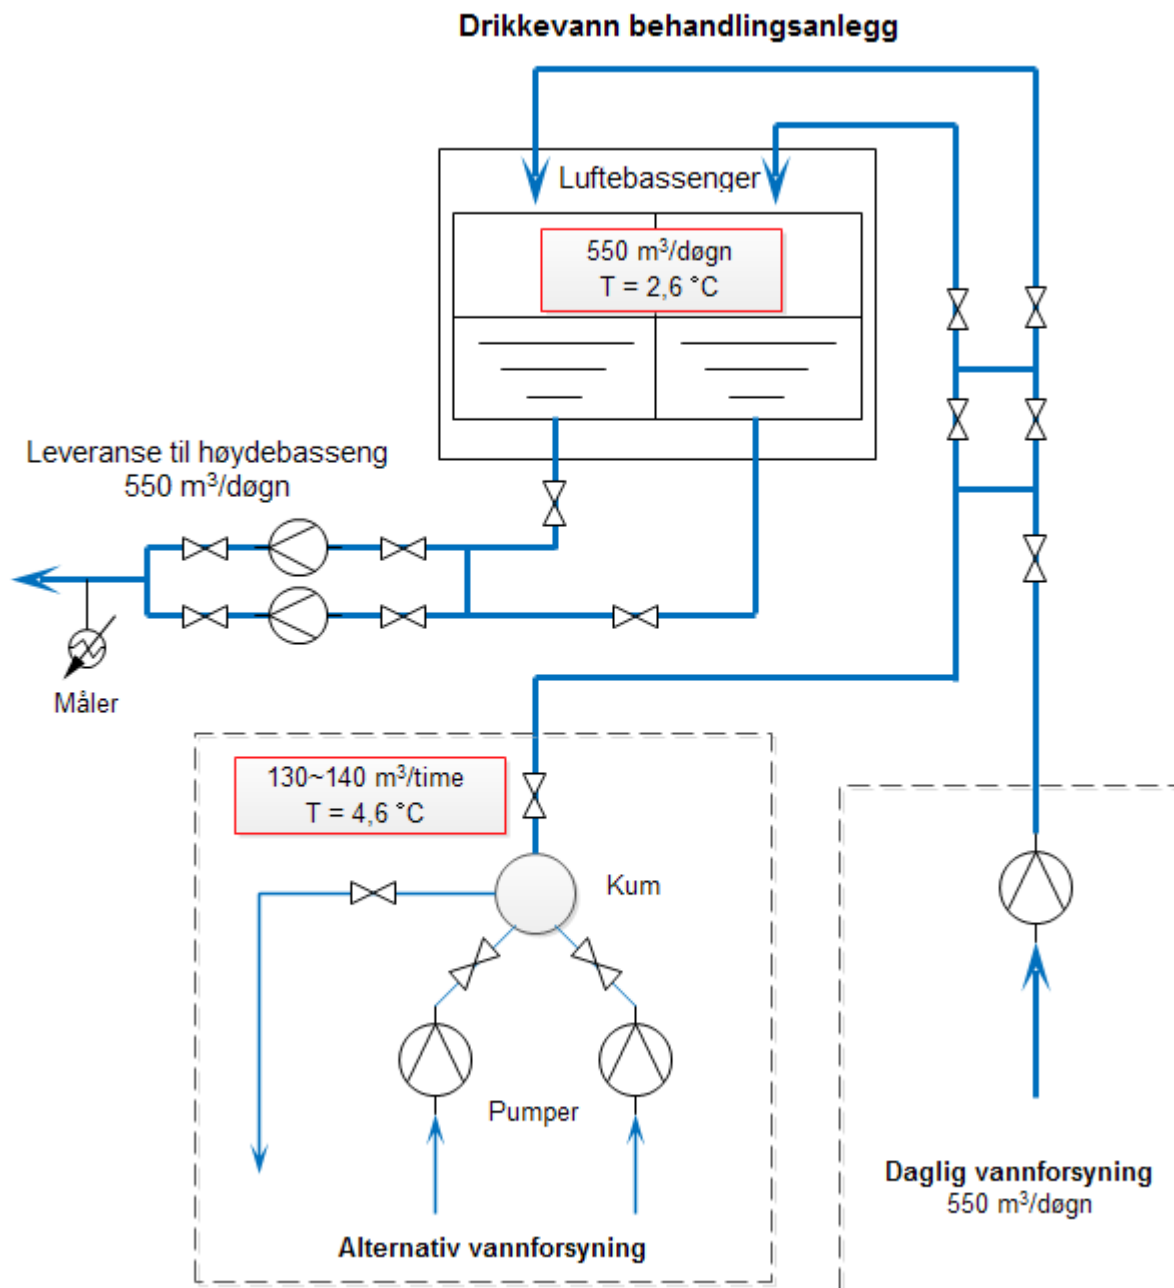 Drikkevann behandlingsanlegg
Luftebassenger
550 m³/døgn
T = 2,6 °C
Leveranse til høydebasseng
550 m³/døgn
Måler
130~140 m³/time
T = 4,6 °C
Kum
Pumper
Alternativ vannforsyning
Daglig vannforsyning
550 m³/døgn